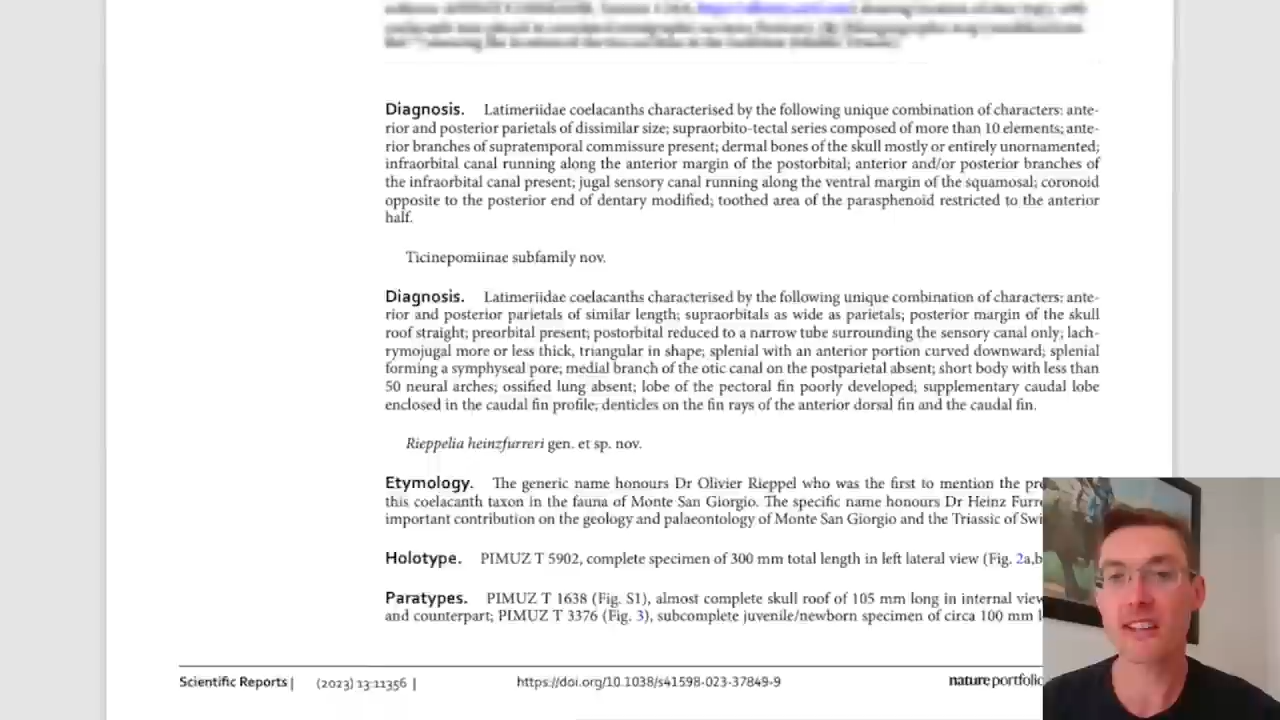 Diagnosis. Latimeriidae coelacanths characterised by the following unique combination of characters: ante-
rior and posterior parietals of dissimilar size; supraorbito-tectal series composed of more than 10 elements; ante-
rior branches of supratemporal commissure present; dermal bones of the skull mostly or entirely unornamented;
infraorbital canal running along the anterior margin of the postorbital; anterior and/or posterior branches of
the infraorbital canal present; jugal sensory canal running along the ventral margin of the squamosal; coronoid
opposite to the posterior end of dentary modified; toothed area of the parasphenoid restricted to the anterior
half.
Ticinepomiinae subfamily nov.
Diagnosis. Latimeriidae coelacanths characterised by the following unique combination of characters: ante-
rior and posterior parietals of similar length; supraorbitals as wide as parietals; posterior margin of the skull
roof straight; preorbital present; postorbital reduced to a narrow tube surrounding the sensory canal only; lach-
rymojugal more or less thick, triangular in shape; splenial with an anterior portion curved downward; splenial
forming a symphyseal pore; medial branch of the otic canal on the postparietal absent; short body with less than
50 neural arches; ossified lung absent; lobe of the pectoral fin poorly developed; supplementary caudal lobe
enclosed in the caudal fin profile; denticles on the fin rays of the anterior dorsal fin and the caudal fin.
Rieppelia heinzfurreri gen. et sp. nov.
Etymology. The generic name honours Dr Olivier Rieppel who was the first to mention the
this coelacanth taxon in the fauna of Monte San Giorgio. The specific name honours Dr Heinz
important contribution on the geology and palaeontology of Monte San Giorgio and the Triassic of
Holotype. PIMUZ T 5902, complete specimen of 300 mm total length in left lateral view (Fig. 2a,b
Paratypes. PIMUZ T 1638 (Fig. S1), almost complete skull roof of 105 mm long in internal view
and counterpart; PIMUZ T 3376 (Fig. 3), subcomplete juvenile/newborn specimen of circa 100 mm
Scientific Reports | (2023) 13:11356 | https://doi.org/10.1038/s41598-023-37849-9 nature portfolio